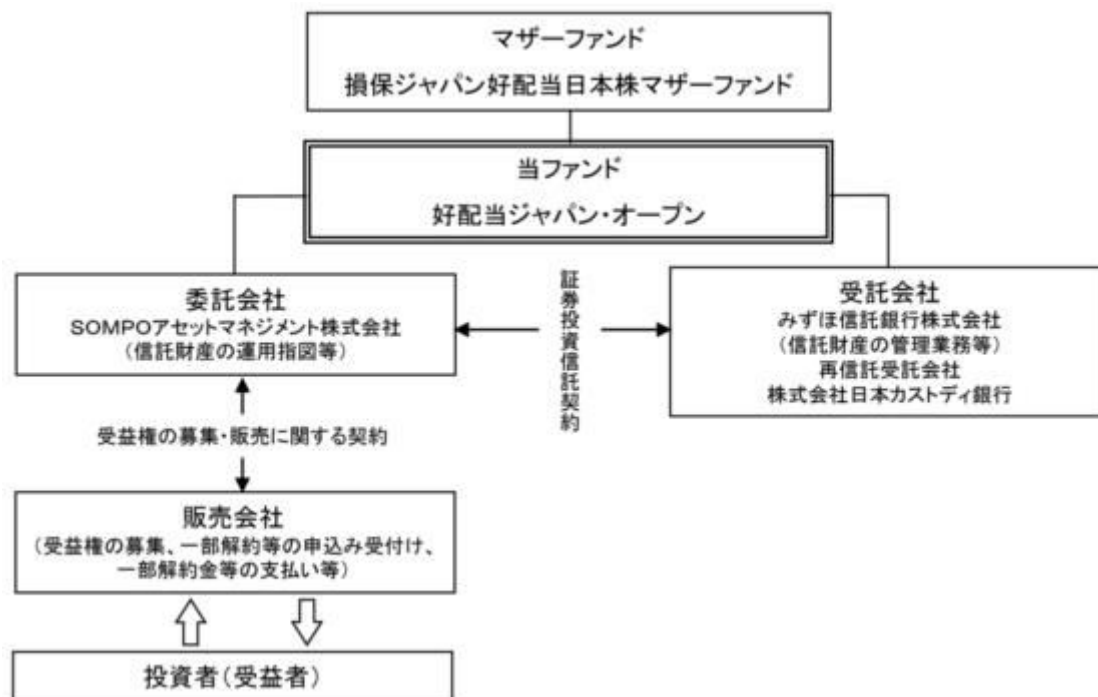 マザーファンド
損保ジャパン好配当日本株マザーファンド
当ファンド
好配当ジャパン・オープン
委託会社
SOMPOアセットマネジメント株式会社
(信託財産の運用指図等)
証券投資信託契約
受託会社
みずほ信託銀行株式会社
(信託財産の管理業務等)
再信託受託会社
株式会社日本カストディ銀行
受益権の募集・販売に関する契約
販売会社
(受益権の募集、一部解約等の申込み受付け、
一部解約金等の支払い等)
投資者(受益者)